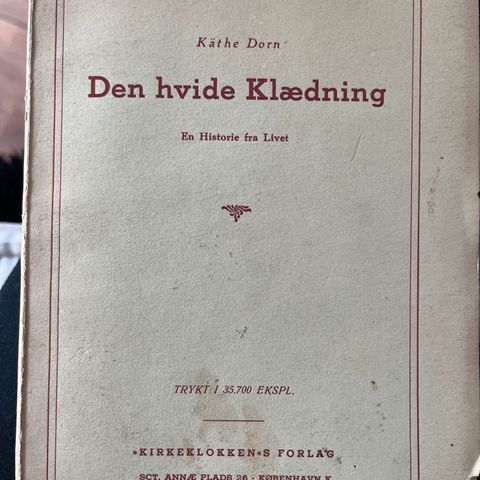 Käthe Dorn
Den hvide Klædning
En Historie fra Livet
TRYKT I 35.700 EKSPL.
»KIRKEKLOKKEN«S FORLAG
SCT. ANNÆ PLADS 26 - KØBENHAVN K